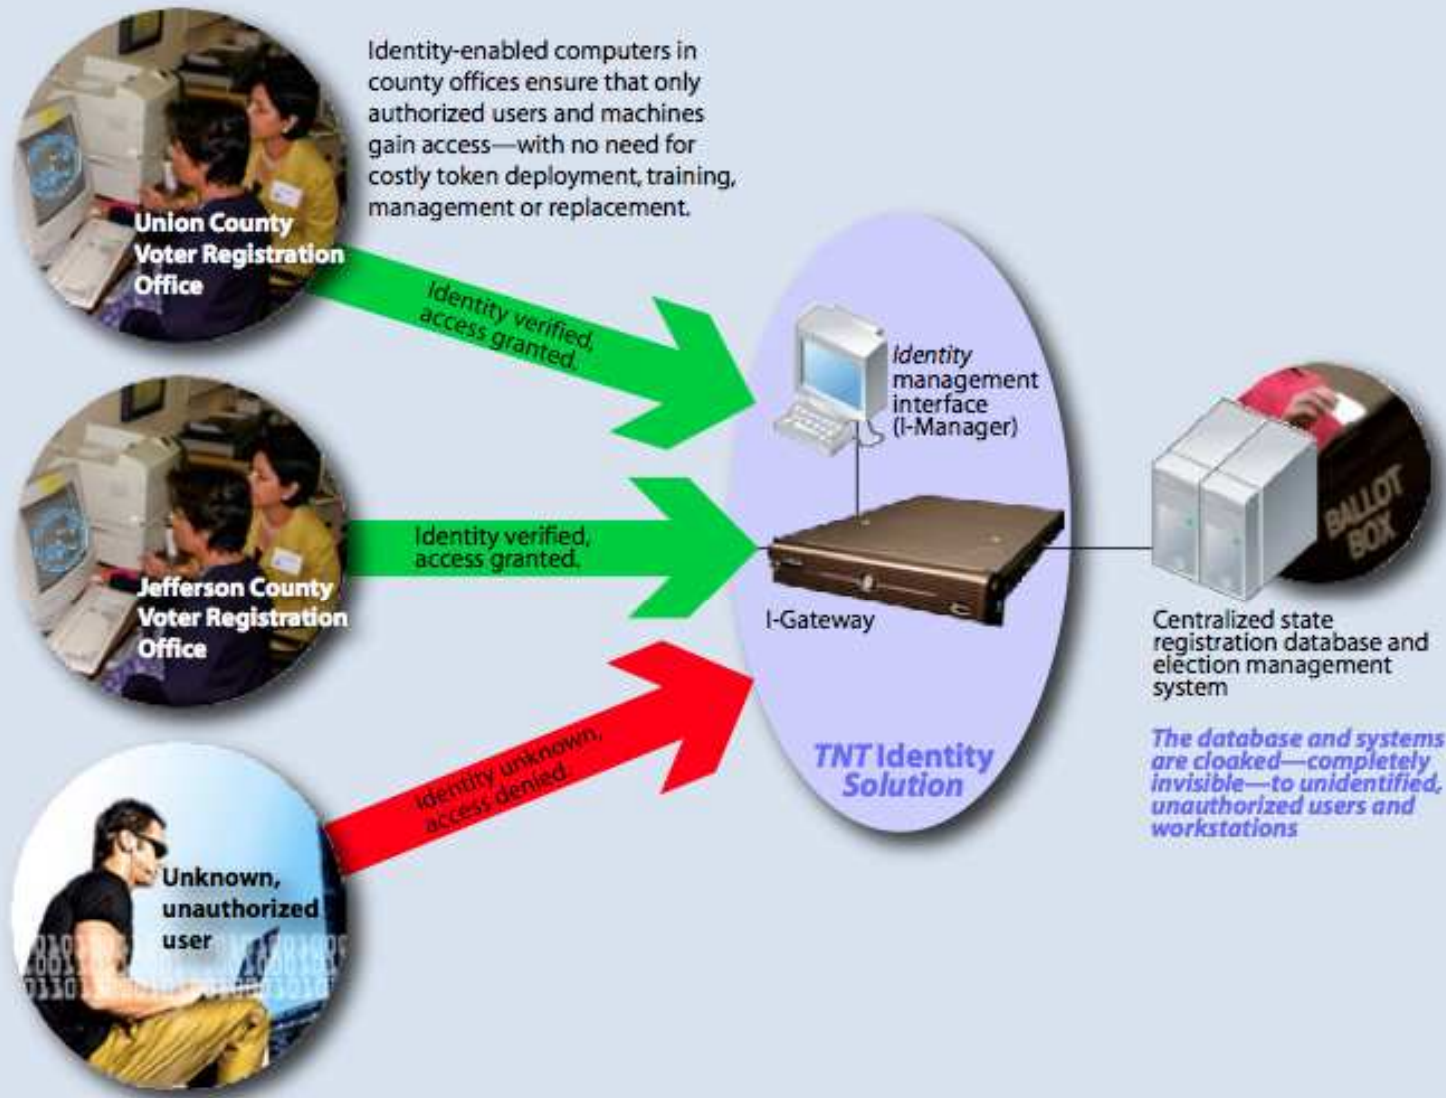 Identity-enabled computers in
county offices ensure that only
authorized users and machines
gain access—with no need for
costly token deployment, training,
management or replacement.
Union County
Voter Registration
Office
Identity verified,
access granted.
Identity
management
interface
(I-Manager)
Jefferson County
Voter Registration
Office
Identity verified,
access granted.
I-Gateway
BALLOT
BOX
Centralized state
registration database and
election management
system
The database and systems
are cloaked—completely
invisible—to unidentified,
unauthorized users and
workstations
TNT Identity
Solution
Identity unknown,
access denied.
Unknown,
unauthorized
user